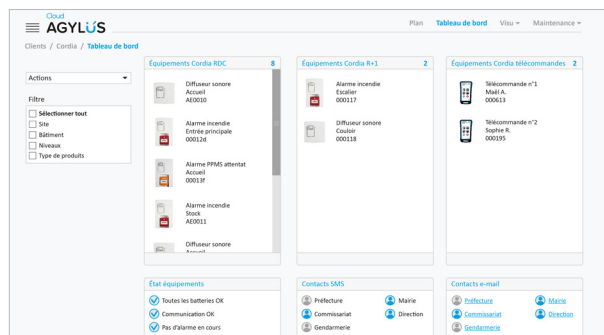 Cloud
AGYLUS
Plan Tableau de bord Visu Maintenance
Clients / Cordia / Tableau de bord
Actions
Filtre
Sélectionner tout
Site
Bâtiment
Niveaux
Type de produits
Équipements Cordia RDC 8
Diffuseur sonore
Accueil
AE0010
Alarme incendie
Entrée principale
00012d
Alarme PPMS attentat
Accueil
00013f
Alarme incendie
Stock
AE0011
Diffuseur sonore
Accueil
Équipements Cordia R+1 2
Alarme incendie
Escalier
000117
Diffuseur sonore
Couloir
000118
Équipements Cordia télécommandes 2
Télécommande n°1
Maël A.
000613
Télécommande n°2
Sophie R.
000195
État équipements
Toutes les batteries OK
Communication OK
Pas d'alarme en cours
Contacts SMS
Préfecture Mairie
Commissariat Direction
Gendarmerie
Contacts e-mail
Préfecture Mairie
Commissariat Direction
Gendarmerie